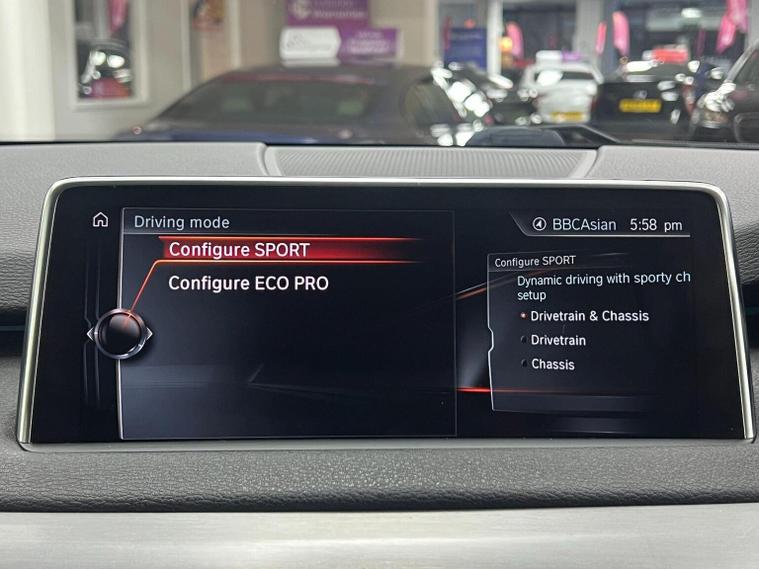 Driving mode
BBCAsian 5:58 pm
Configure SPORT
Configure ECO PRO
Configure SPORT
Dynamic driving with sporty ch
setup
Drivetrain & Chassis
Drivetrain
Chassis